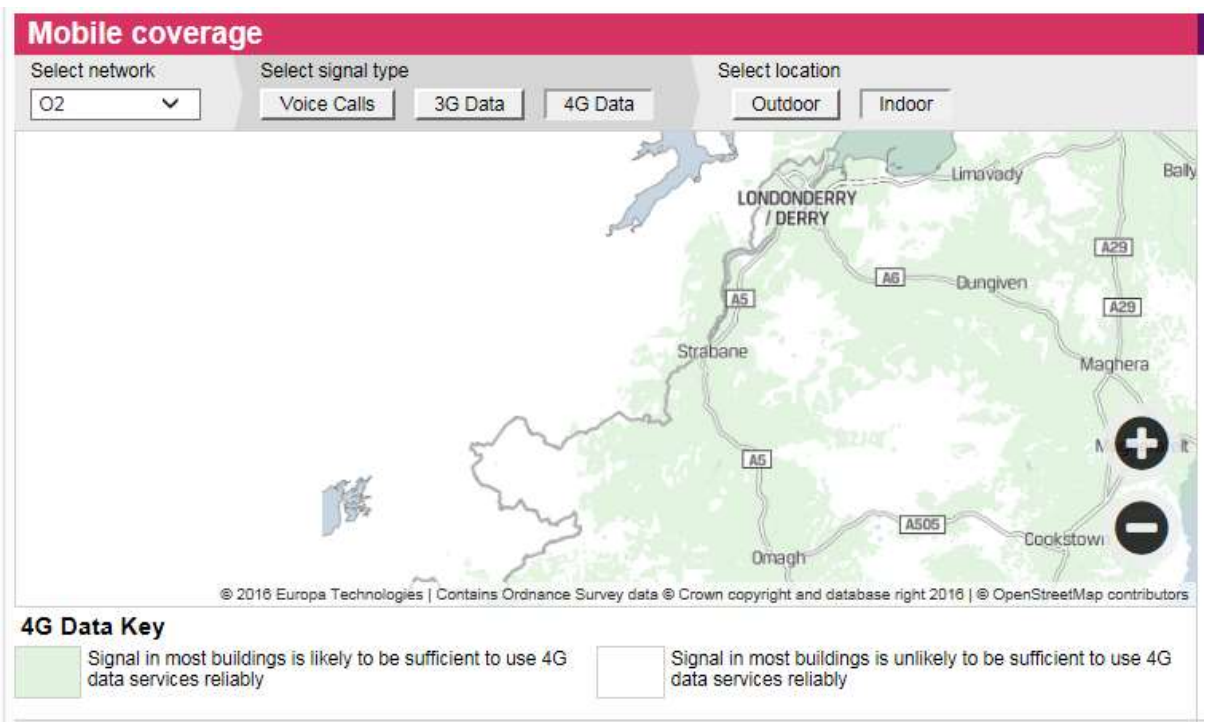 Mobile coverage
Select network
O2
Select signal type
Voice Calls
3G Data
4G Data
Select location
Outdoor
Indoor
Limavady
Bally
LONDONDERRY
/ DERRY
A29
A6
Dungiven
A5
A29
Strabane
Maghera
A5
A505
Cookstow
Omagh
© 2016 Europa Technologies | Contains Ordnance Survey data © Crown copyright and database right 2016 | © OpenStreetMap contributors
4G Data Key
Signal in most buildings is likely to be sufficient to use 4G
data services reliably
Signal in most buildings is unlikely to be sufficient to use 4G
data services reliably